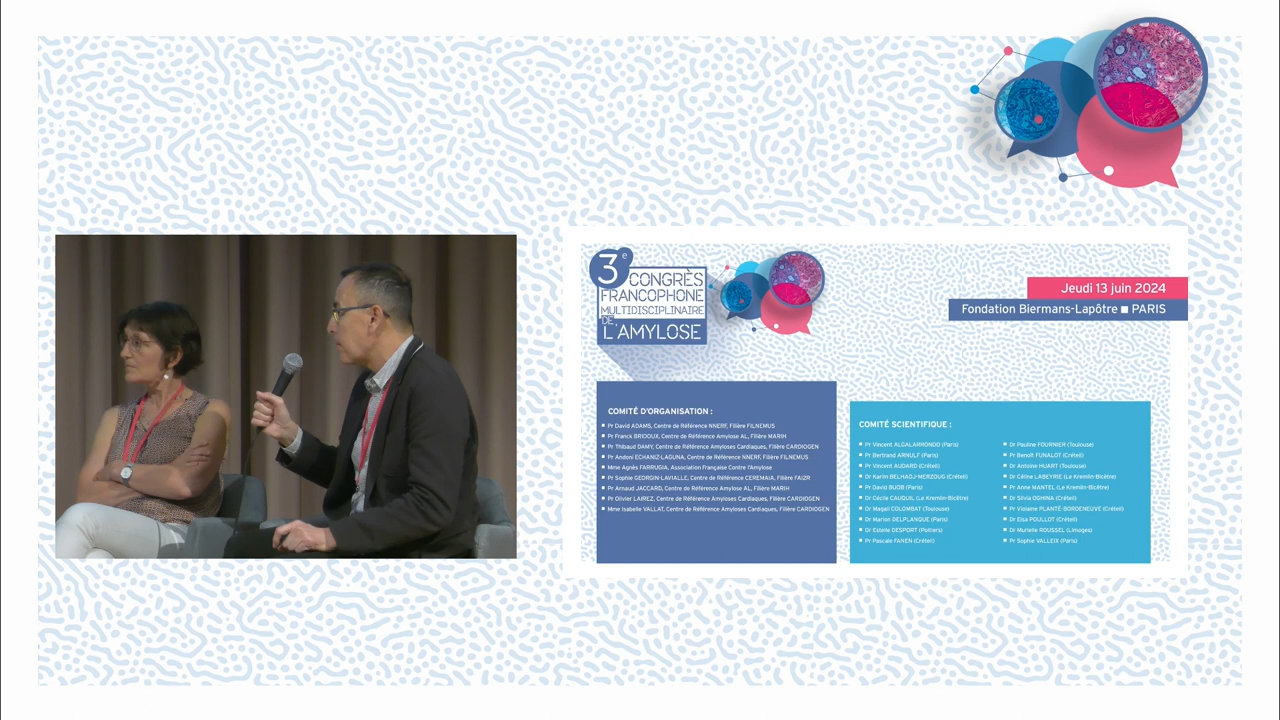 3e
CONGRÈS
FRANCOPHONE
MULTIDISCIPLINAIRE
DE
L'AMYLOSE
Jeudi 13 juin 2024
Fondation Biermans-Lapôtre ■ PARIS
COMITÉ D'ORGANISATION :
Pr David ADAMS, Centre de Référence NNERF, Filière FILNEMUS
Pr Franck BRIDOUX, Centre de Référence Amylose AL, Filière MARIH
Pr Thibaud DAMY, Centre de Référence Amyloses Cardiaques, Filière CARDIOGEN
Pr Andoni ECHANIZ-LAGUNA, Centre de Référence NNERF, Filière FILNEMUS
Mme Agnès FARRUGIA, Association Française Contre l'Amylose
Pr Sophie GEORGIN-LAVIALLE, Centre de Référence CEREMAIA, Filière FAI2R
Pr Arnaud JACCARD, Centre de Référence Amylose AL, Filière MARIH
Pr Olivier LAIREZ, Centre de Référence Amyloses Cardiaques, Filière CARDIOGEN
Mme Isabelle VALLAT, Centre de Référence Amyloses Cardiaques, Filière CARDIOGEN
COMITÉ SCIENTIFIQUE :
Pr Vincent ALGALARRONDO (Paris)
Pr Bertrand ARNULF (Paris)
Pr Vincent AUDARD (Créteil)
Dr Karim BELHADJ-MERZOUG (Créteil)
Pr David BUOB (Paris)
Dr Cécile CAUQUIL (Le Kremlin-Bicêtre)
Dr Magali COLOMBAT (Toulouse)
Dr Marion DELPLANQUE (Paris)
Dr Estelle DESPORT (Poitiers)
Pr Pascale FANEN (Créteil)
Dr Pauline FOURNIER (Toulouse)
Pr Benoît FUNALOT (Créteil)
Dr Antoine HUART (Toulouse)
Dr Céline LABEYRIE (Le Kremlin-Bicêtre)
Pr Anne MANTEL (Le Kremlin-Bicêtre)
Dr Silvia OGHINA (Créteil)
Pr Violaine PLANTÉ-BORDENEUVE (Créteil)
Dr Elsa POULLOT (Créteil)
Dr Murielle ROUSSEL (Limoges)
Pr Sophie VALLEIX (Paris)